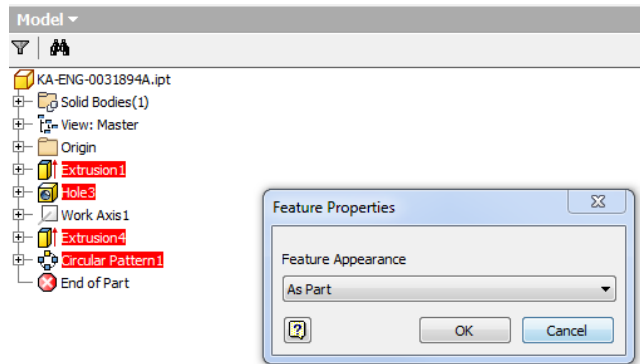 Model
KA-ENG-0031894A.ipt
Solid Bodies(1)
View: Master
Origin
Extrusion1
Hole3
Work Axis1
Extrusion4
Circular Pattern1
End of Part
Feature Properties
Feature Appearance
As Part
?
OK
Cancel